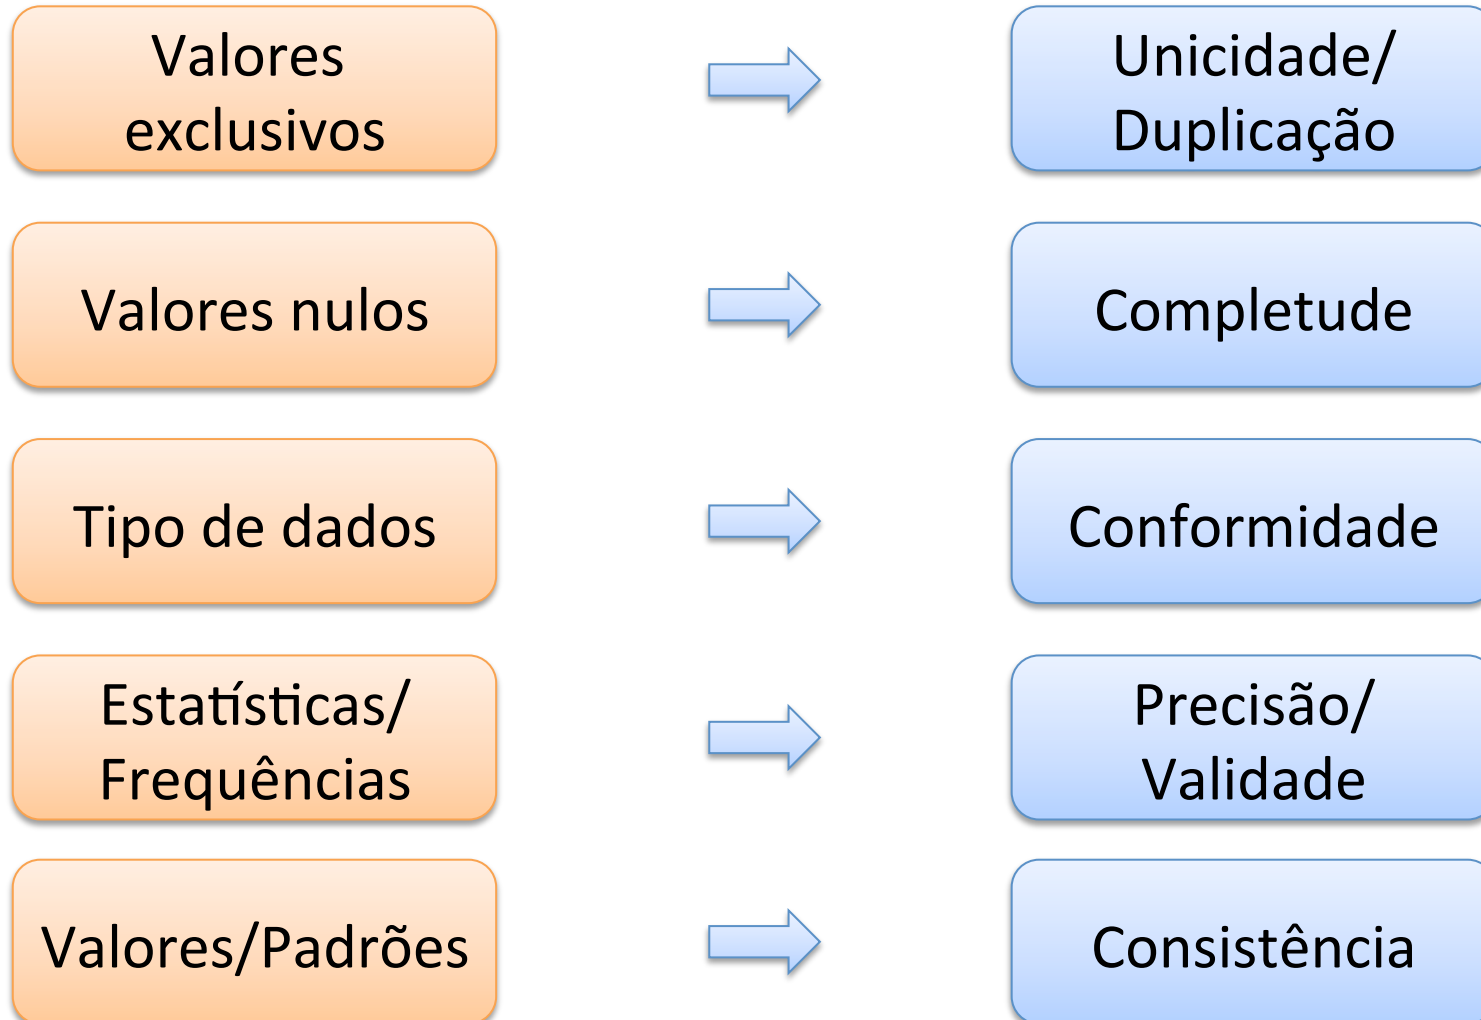 Valores
exclusivos
Unicidade/
Duplicação
Valores nulos
Completude
Tipo de dados
Conformidade
Estatísticas/
Frequências
Precisão/
Validade
Valores/Padrões
Consistência